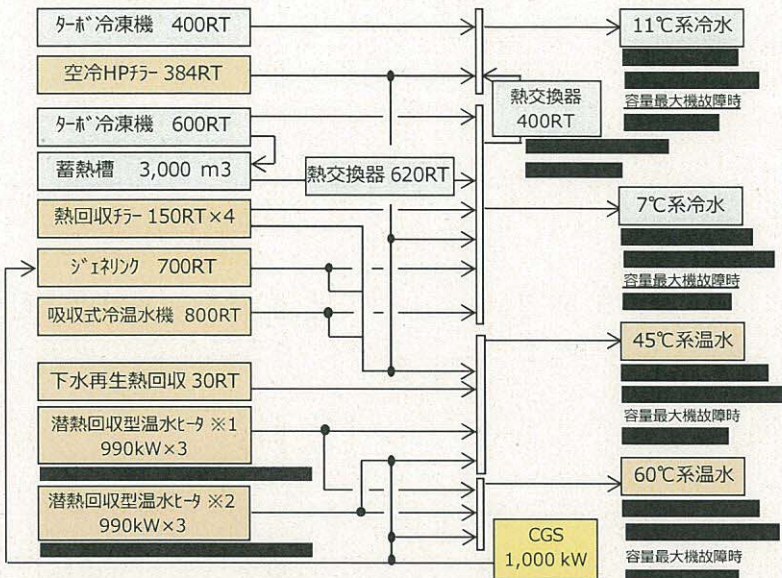 ﾀｰﾎﾞ冷凍機 400RT
空冷HPﾁﾗｰ 384RT
ﾀｰﾎﾞ冷凍機 600RT
蓄熱槽 3,000 m3
熱回収ﾁﾗｰ 150RT×4
ｼﾞｪﾈﾘﾝｸ 700RT
吸収式冷温水機 800RT
下水再生熱回収 30RT
潜熱回収型温水ﾋｰﾀ ※1
990kW×3
潜熱回収型温水ﾋｰﾀ ※2
990kW×3
熱交換器
400RT
熱交換器 620RT
CGS
1,000 kW
11℃系冷水
容量最大機故障時
7℃系冷水
容量最大機故障時
45℃系温水
容量最大機故障時
60℃系温水
容量最大機故障時